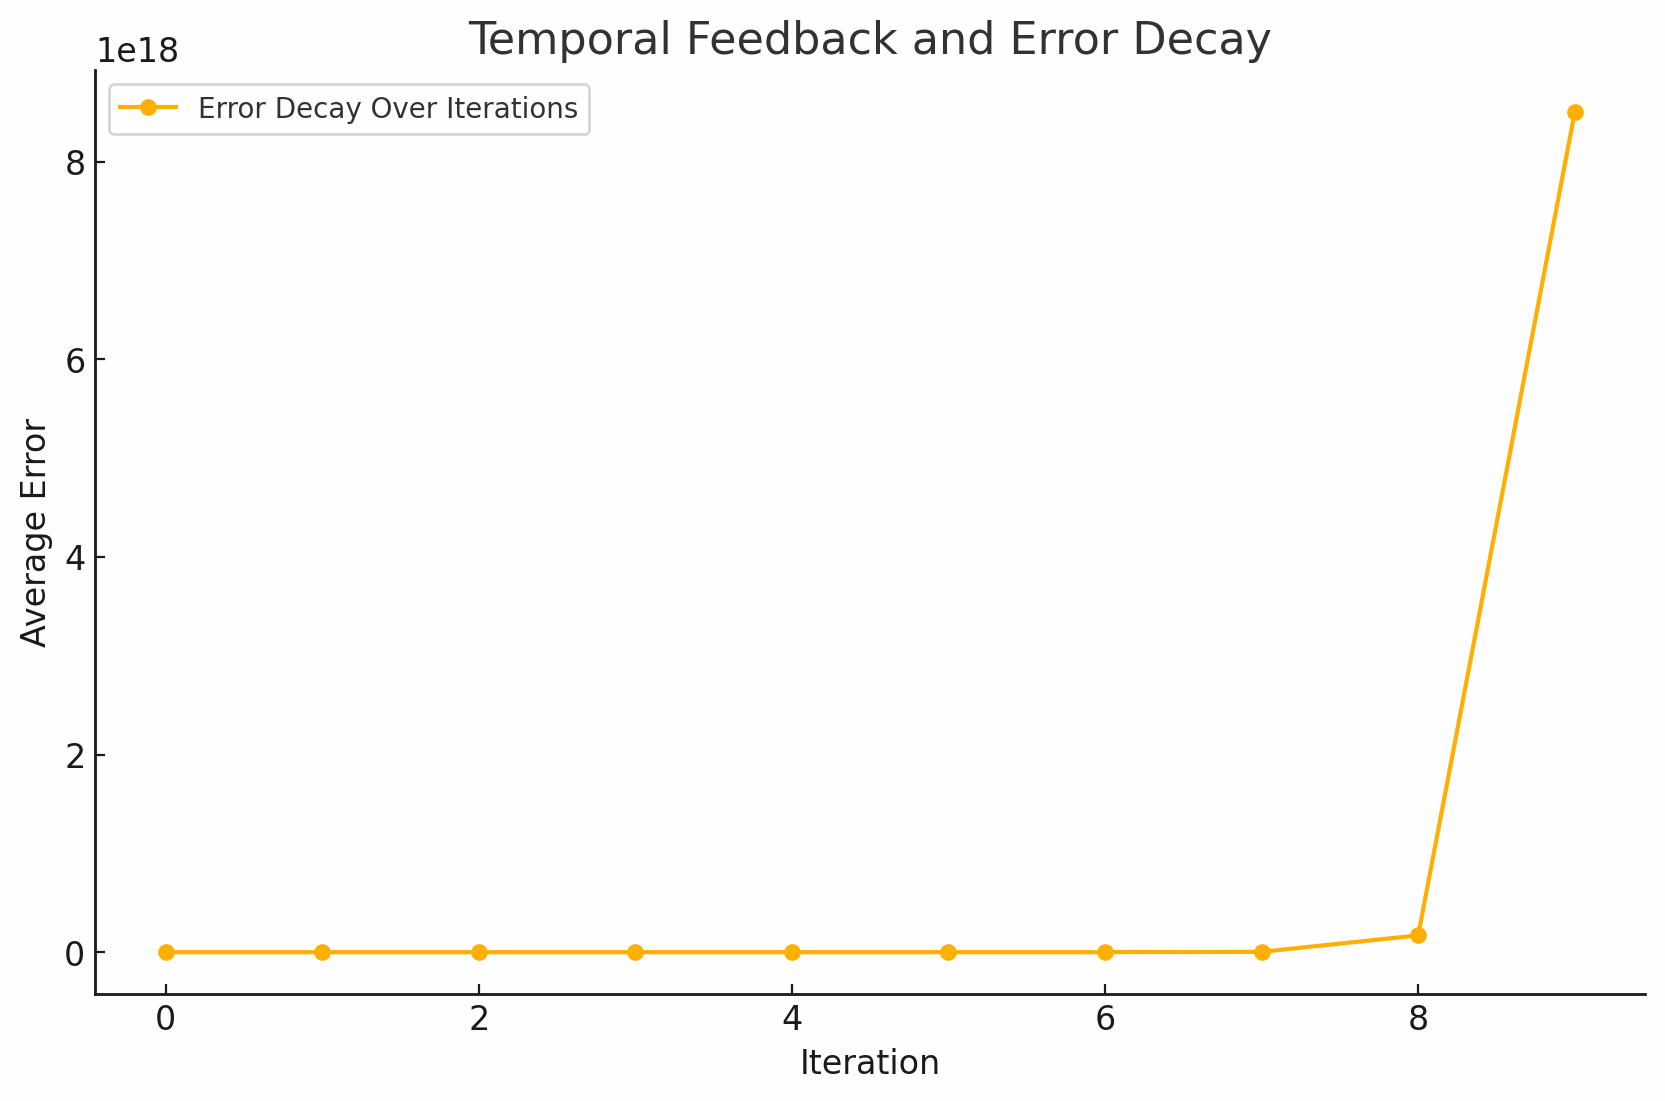 Temporal Feedback and Error Decay
1e18
Error Decay Over Iterations
8
6
4
2
0
Average Error
0 2 4 6 8
Iteration